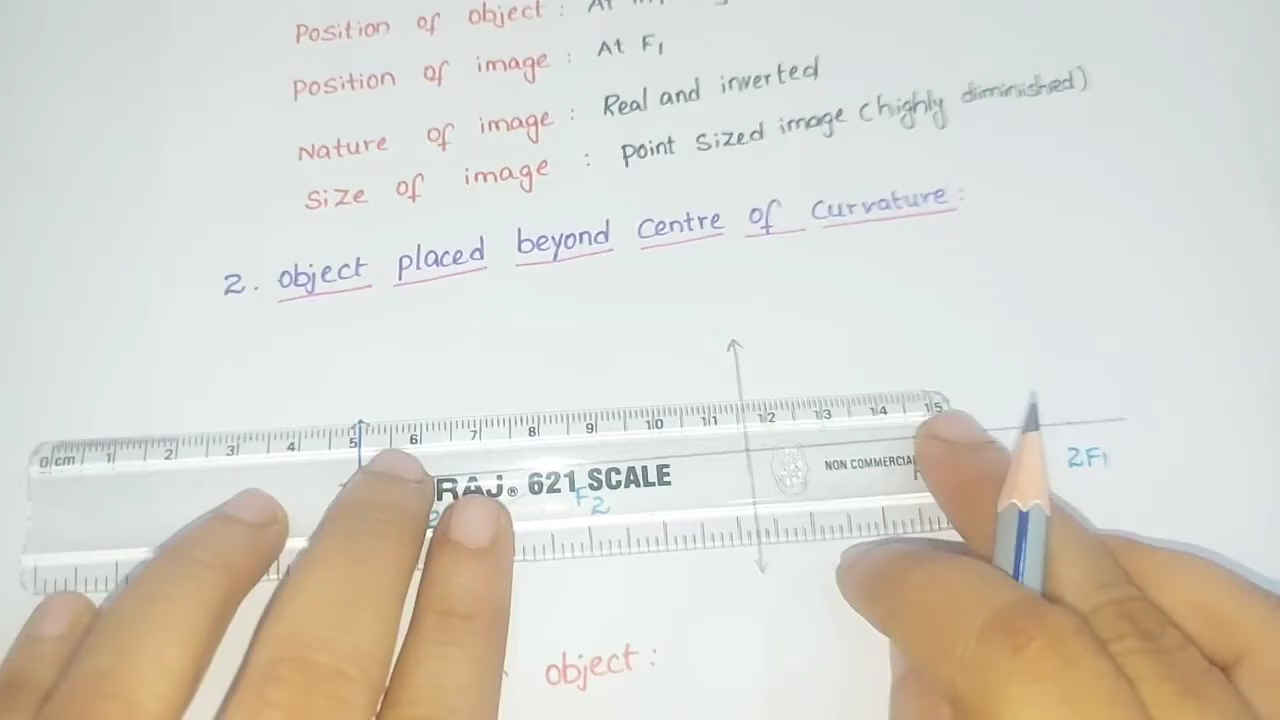 Position of object : At
Position of image : At F1
Nature of image : Real and inverted
Size of image : point sized image (highly diminished)
2. object placed beyond centre of curvature :
0 cm 1 2 3 4 5 6 7 8 9 10 11 12 13 14 15
RAJ® 621 SCALE
NON COMMERCIAL
F2
2F1
object :